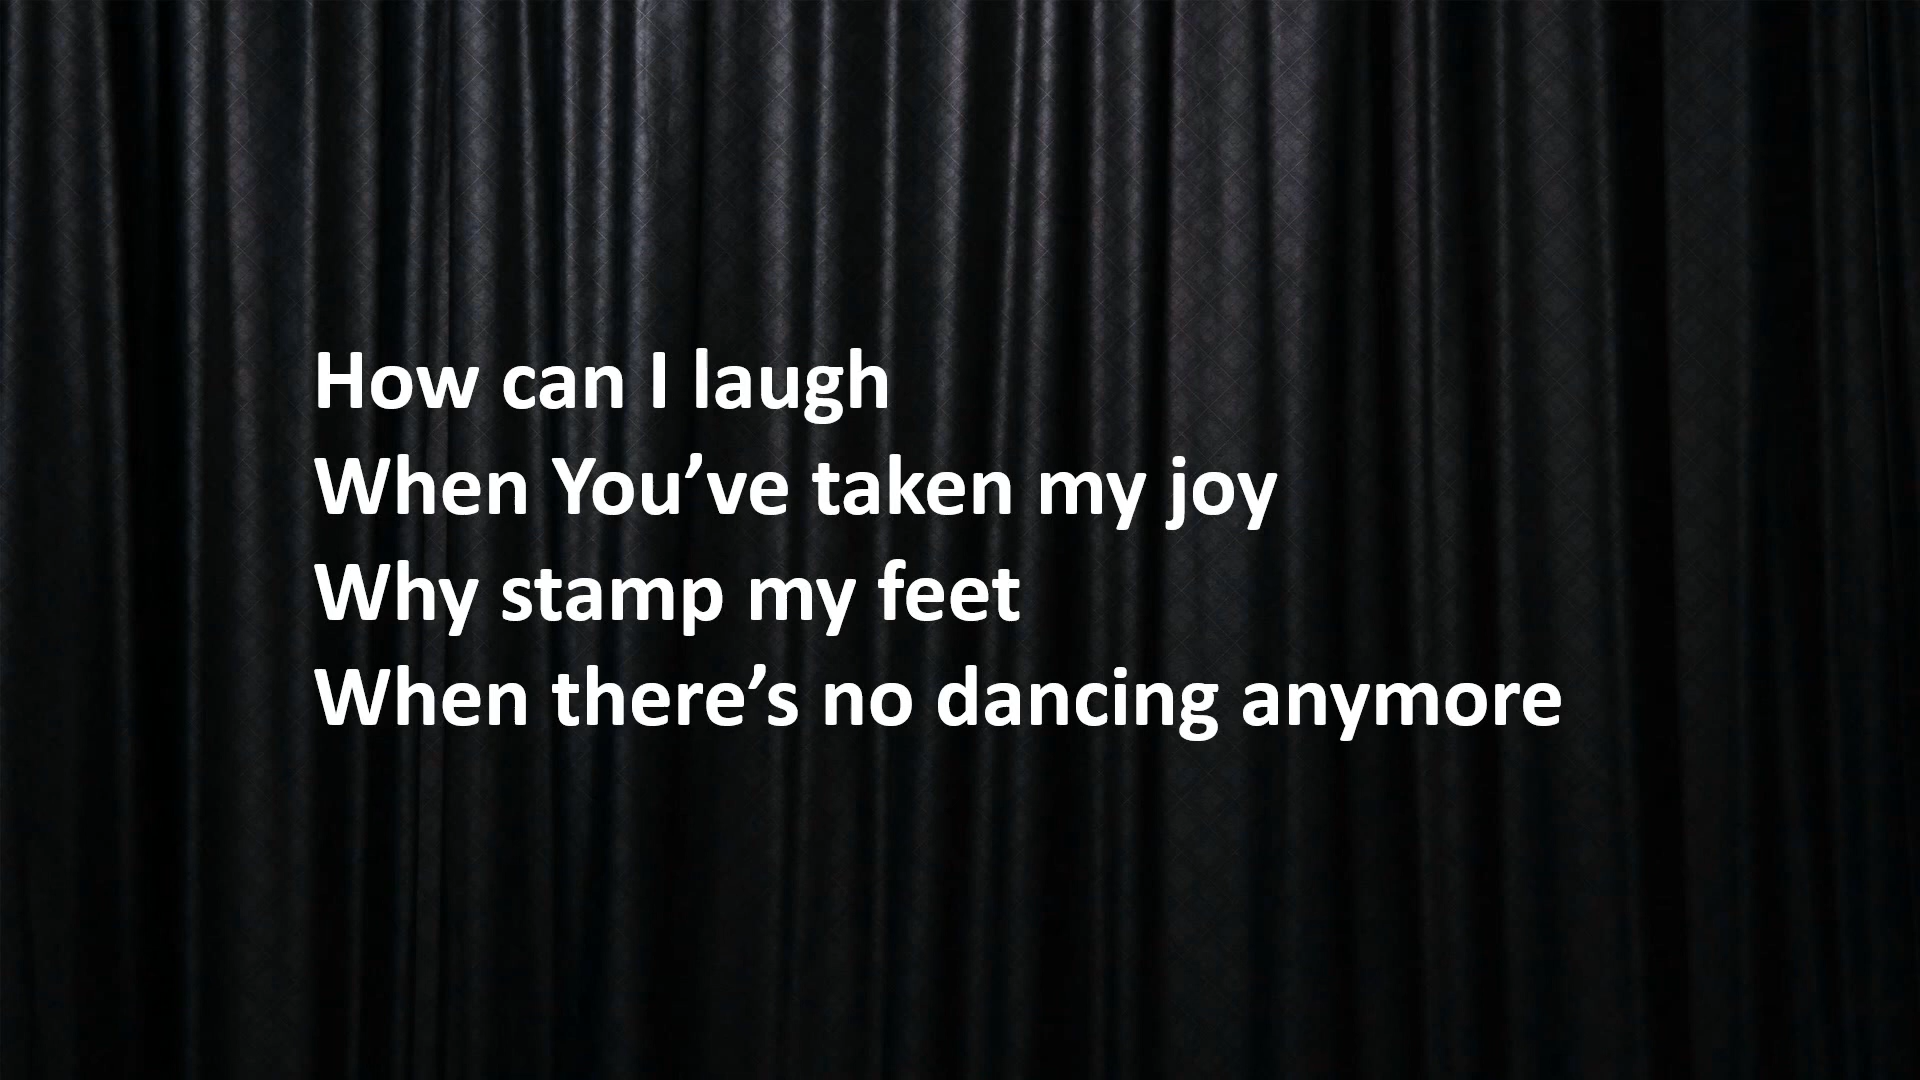 How can I laugh
When You’ve taken my joy
Why stamp my feet
When there’s no dancing anymore